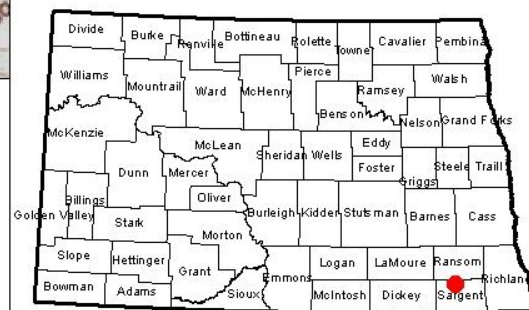 Divide Burke Renville Bottineau Rolette Towner Cavalier Pembina
Williams Mountrail Ward McHenry Pierce Ramsey Walsh
Benson Nelson Grand Forks
McKenzie McLean Sheridan Wells Eddy
Foster Griggs Steele Traill
Dunn Mercer Oliver
Billings Golden Valley Stark Burleigh Kidder Stutsman Barnes Cass
Morton
Slope Hettinger Grant Emmons Logan LaMoure Ransom Richland
Bowman Adams Sioux McIntosh Dickey Sargent